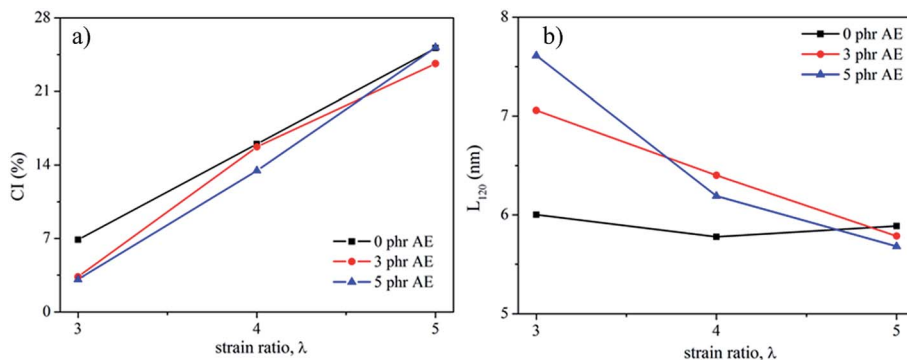 a)
28
21
14
7
0
CI (%)
0 phr AE
3 phr AE
5 phr AE
3 4 5
strain ratio, λ
b)
8
7
6
5
L₁₂₀ (nm)
0 phr AE
3 phr AE
5 phr AE
3 4 5
strain ratio, λ